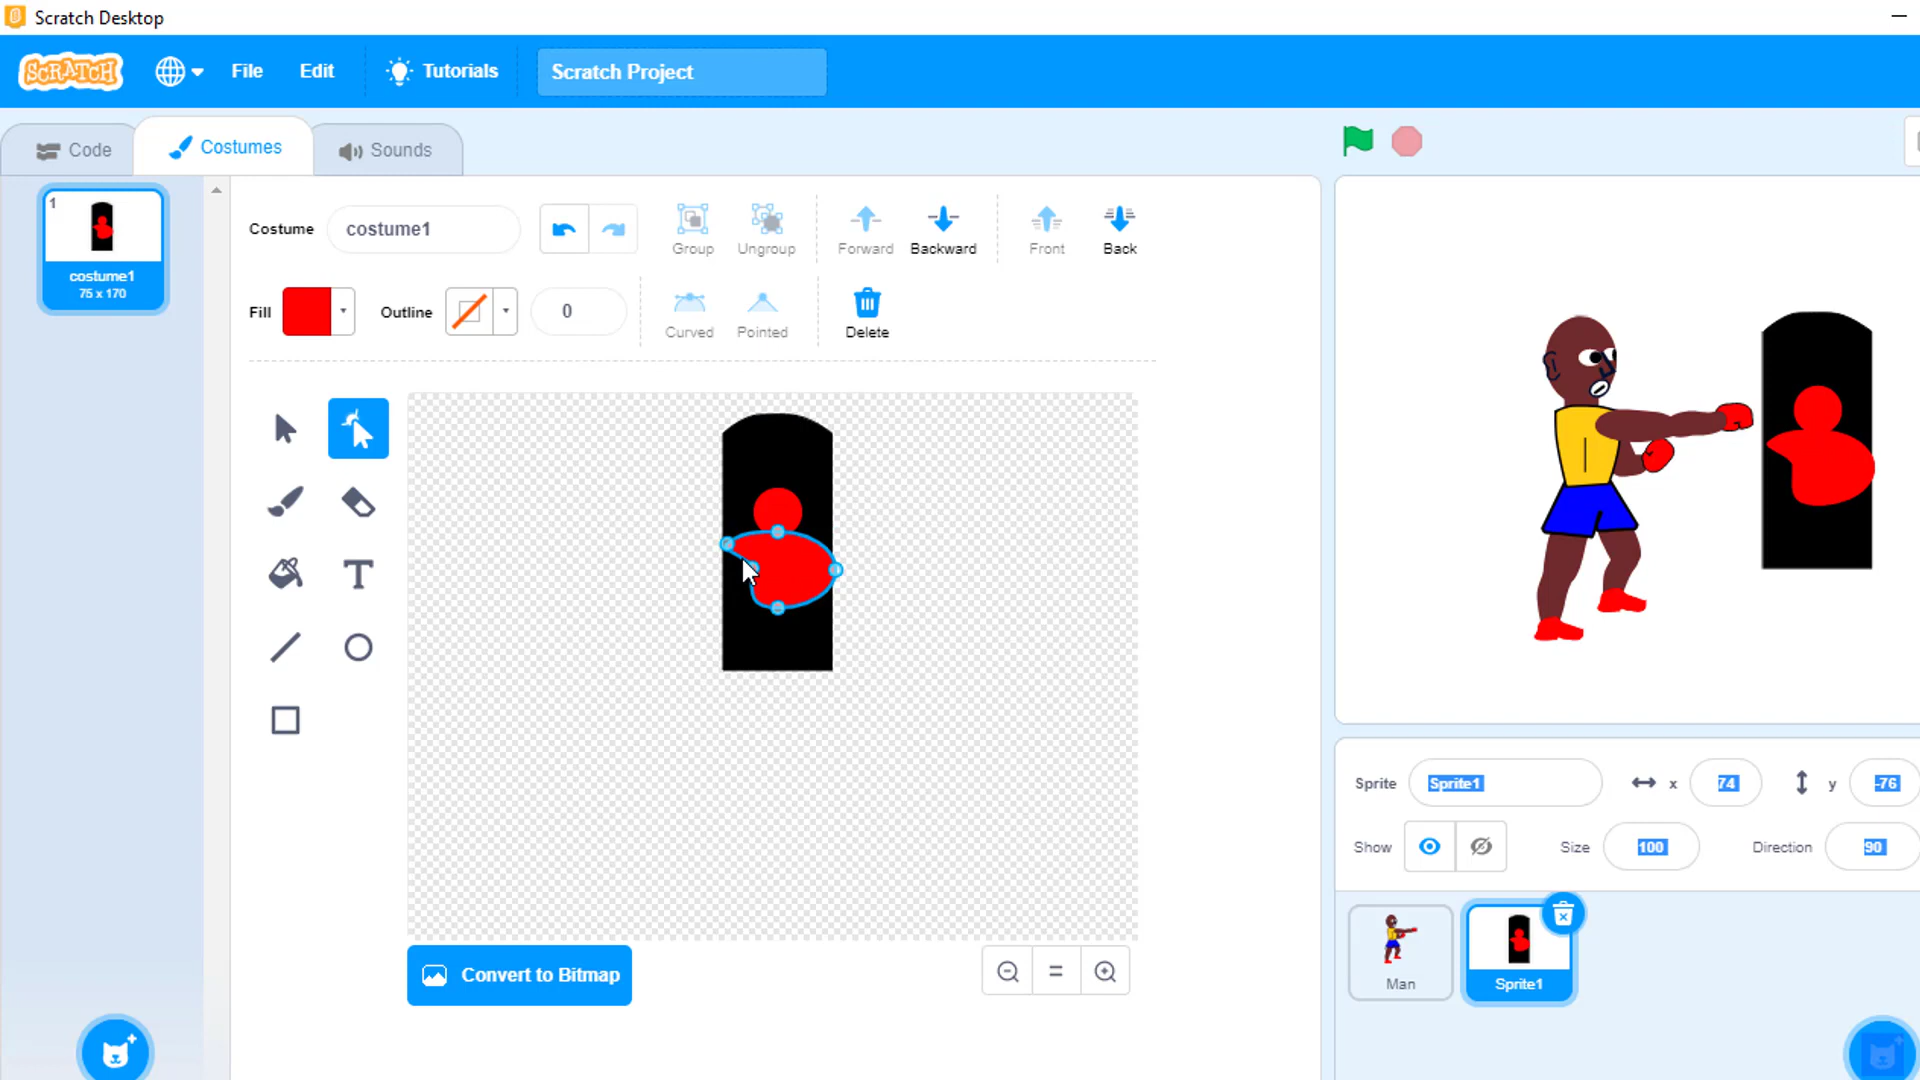 Scratch Desktop
SCRATCH
File
Edit
Tutorials
Scratch Project
Code
Costumes
Sounds
1
costume1
75 x 170
Costume
costume1
Group
Ungroup
Forward
Backward
Front
Back
Fill
Outline
0
Curved
Pointed
Delete
T
Convert to Bitmap
Sprite
Sprite1
x
74
y
-76
Show
Size
100
Direction
90
Man
Sprite1